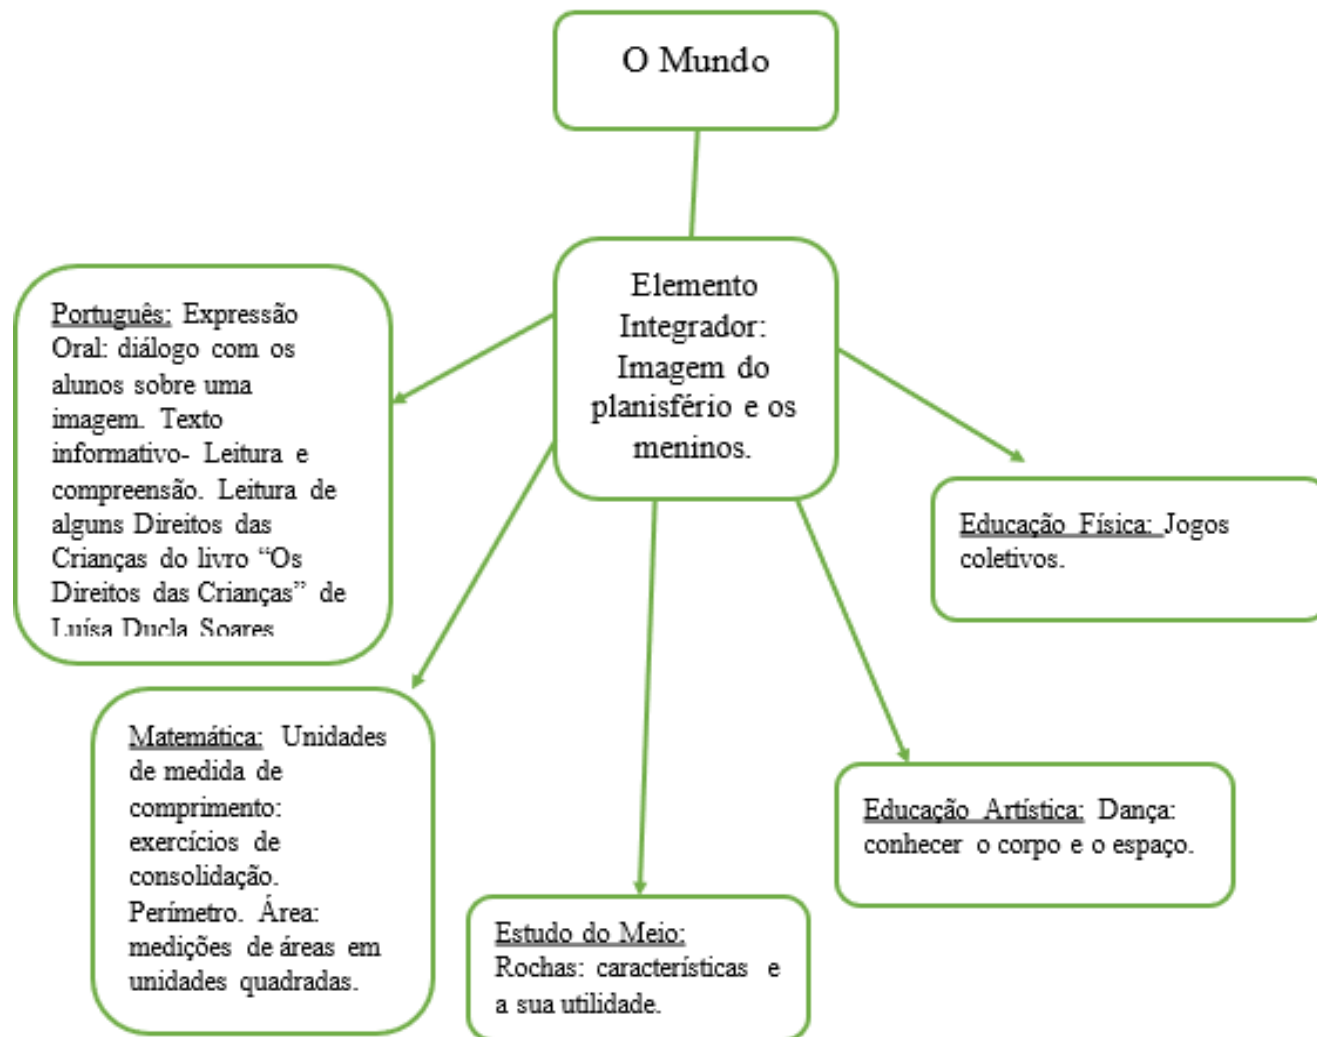 O Mundo
Elemento
Integrador:
Imagem do
planisfério e os
meninos.
Português: Expressão
Oral: diálogo com os
alunos sobre uma
imagem. Texto
informativo- Leitura e
compreensão. Leitura de
alguns Direitos das
Crianças do livro “Os
Direitos das Crianças” de
Luísa Ducla Soares
Educação Física: Jogos
coletivos.
Matemática: Unidades
de medida de
comprimento:
exercícios de
consolidação.
Perímetro. Área:
medições de áreas em
unidades quadradas.
Educação Artística: Dança:
conhecer o corpo e o espaço.
Estudo do Meio:
Rochas: características e
a sua utilidade.